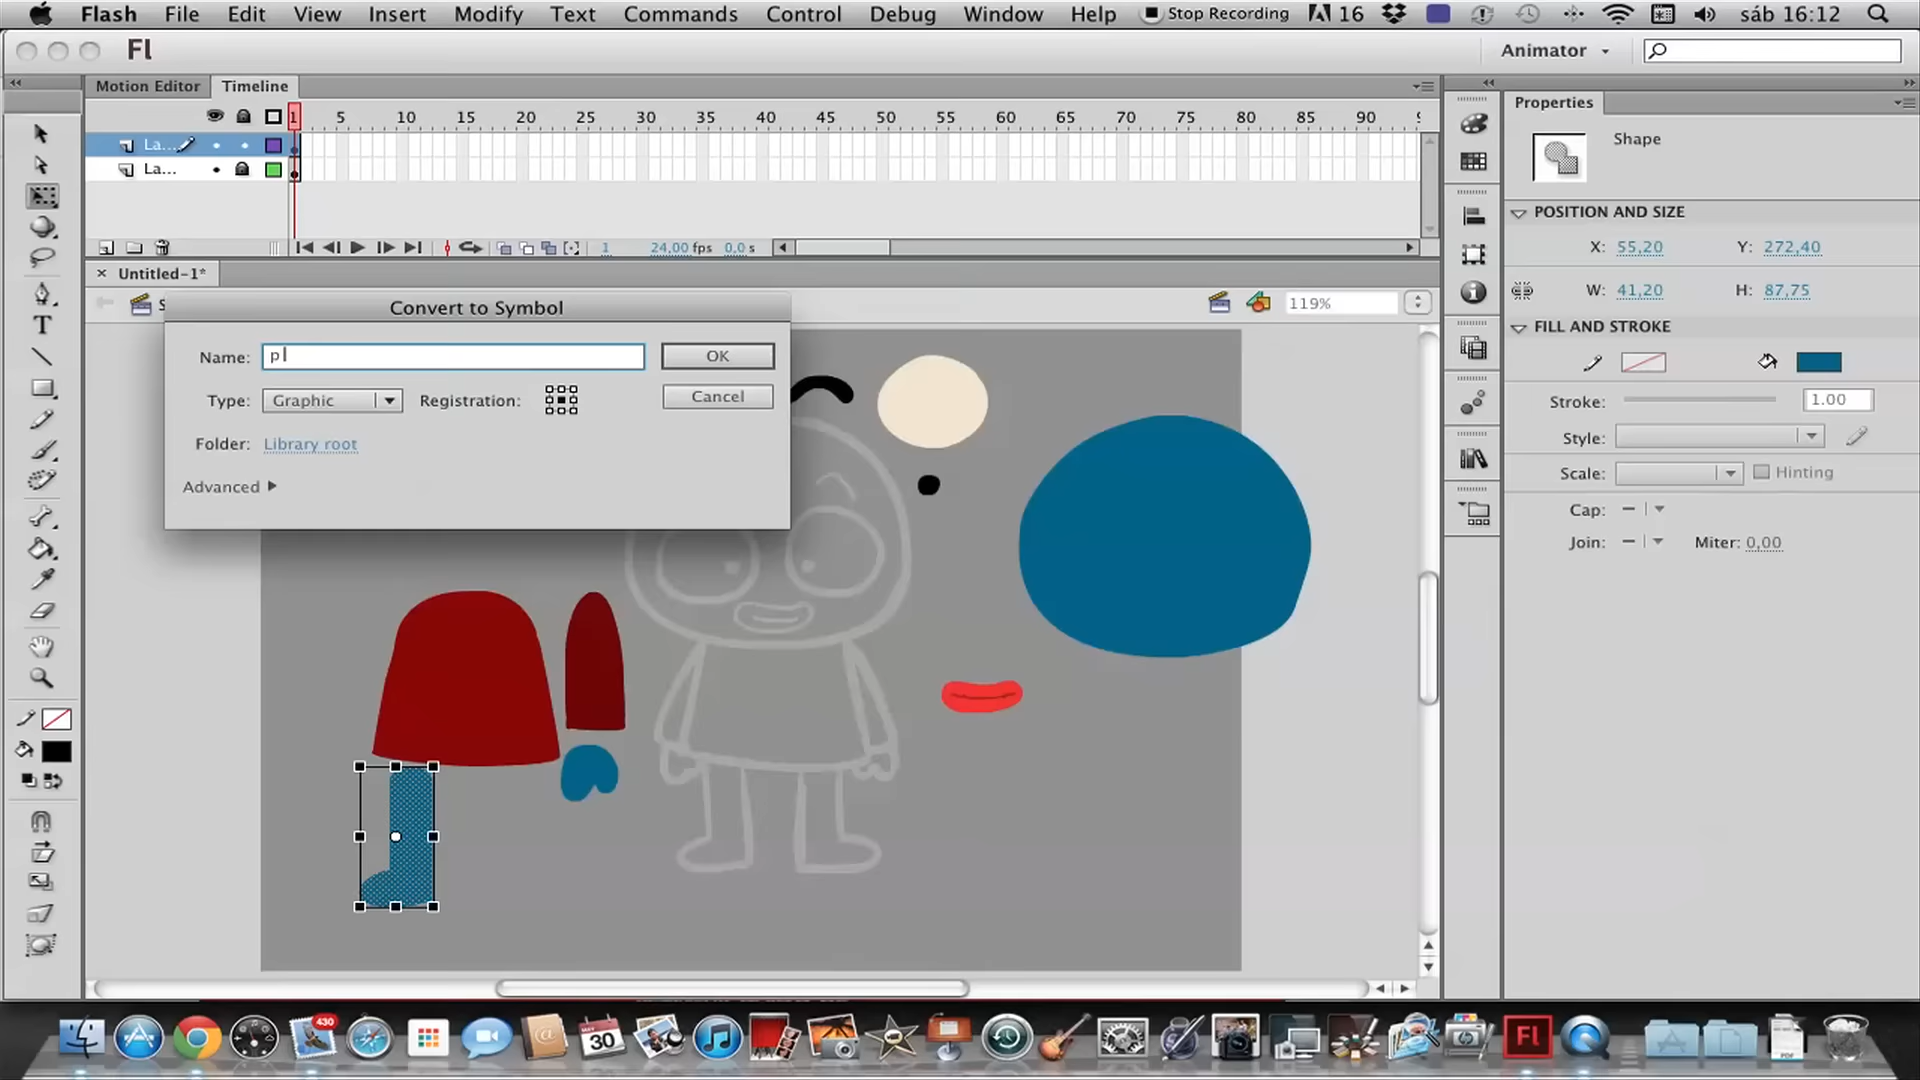 Flash File Edit View Insert Modify Text Commands Control Debug Window Help Stop Recording 16 sáb 16:12
Fl Animator
Motion Editor Timeline
1 5 10 15 20 25 30 35 40 45 50 55 60 65 70 75 80 85 90
La...
La...
1 24,00 fps 0,0 s
Untitled-1*
119%
Convert to Symbol
Name: p
OK
Type: Graphic Registration:
Cancel
Folder: Library root
Advanced
Properties
Shape
POSITION AND SIZE
X: 55,20 Y: 272,40
W: 41,20 H: 87,75
FILL AND STROKE
Stroke: 1.00
Style:
Scale: Hinting
Cap:
Join: Miter: 0,00
T
430
30
Fl
PDF